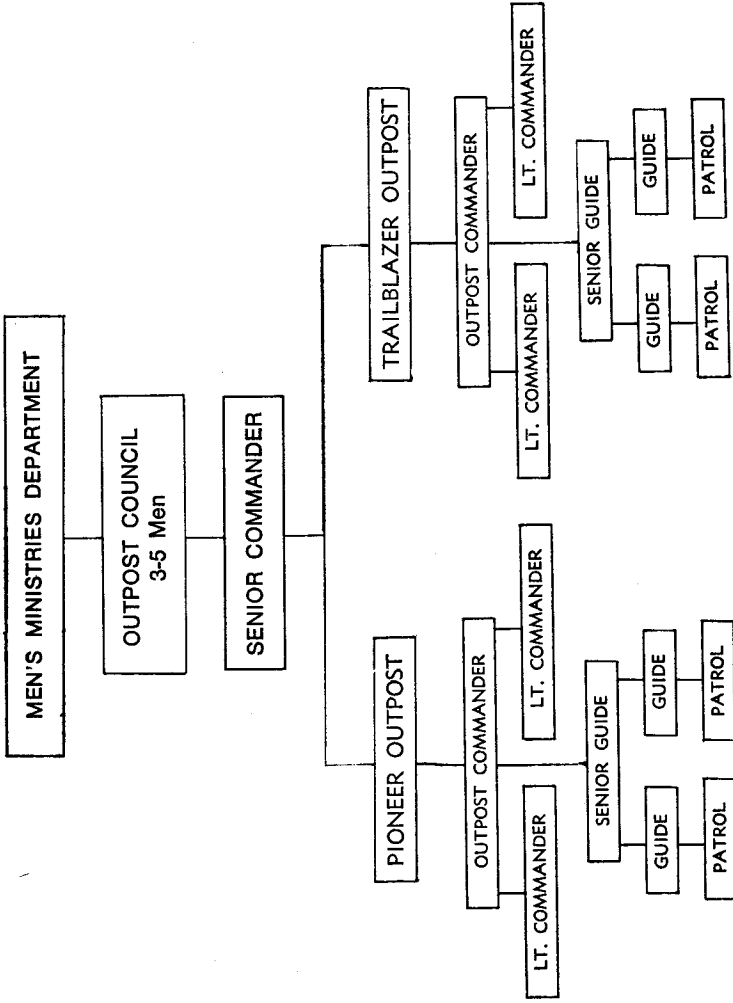 MEN'S MINISTRIES DEPARTMENT
OUTPOST COUNCIL
3-5 Men
SENIOR COMMANDER
PIONEER OUTPOST
OUTPOST COMMANDER
LT. COMMANDER
LT. COMMANDER
SENIOR GUIDE
GUIDE
GUIDE
PATROL
PATROL
TRAILBLAZER OUTPOST
OUTPOST COMMANDER
LT. COMMANDER
LT. COMMANDER
SENIOR GUIDE
GUIDE
GUIDE
PATROL
PATROL